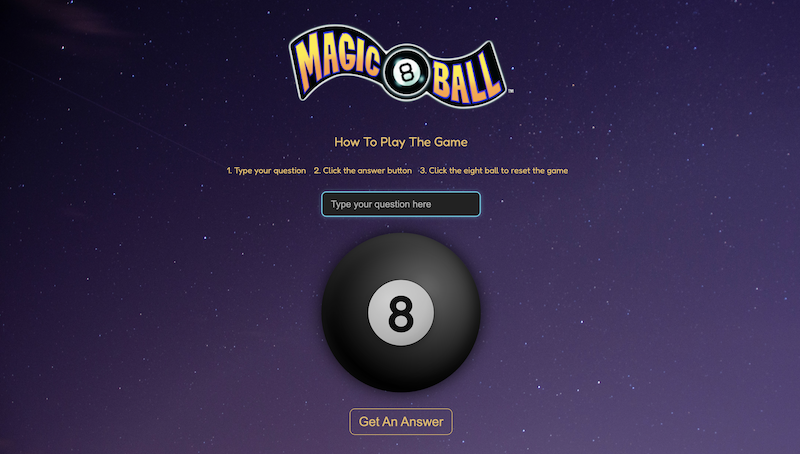 MAGIC 8 BALL™
How To Play The Game
1. Type your question 2. Click the answer button 3. Click the eight ball to reset the game
Type your question here
8
Get An Answer